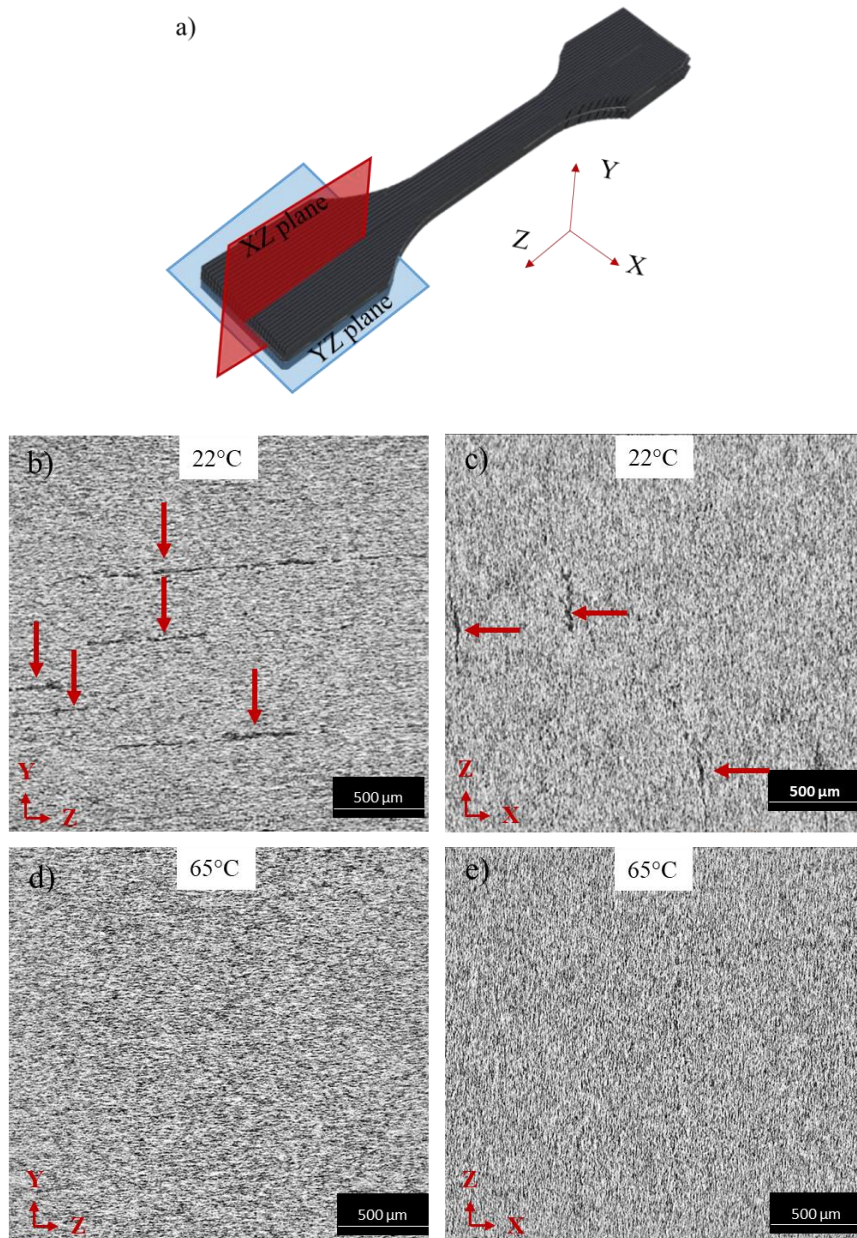 a)
XZ plane
YZ plane
Y
Z
X
b)
22°C
Y
Z
500 µm
c)
22°C
Z
X
500 µm
d)
65°C
Y
Z
500 µm
e)
65°C
Z
X
500 µm